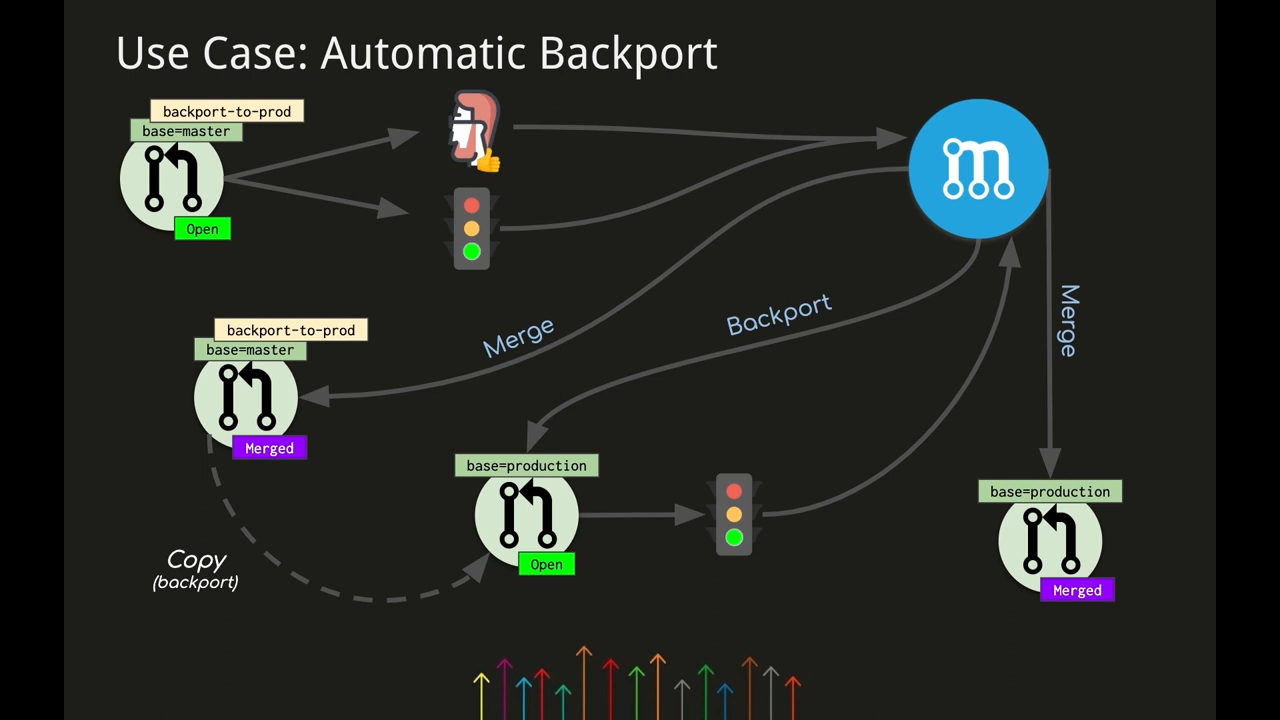 Use Case: Automatic Backport
backport-to-prod
base=master
Open
Merge
Backport
Merge
backport-to-prod
base=master
Merged
base=production
Open
base=production
Merged
Copy
(backport)